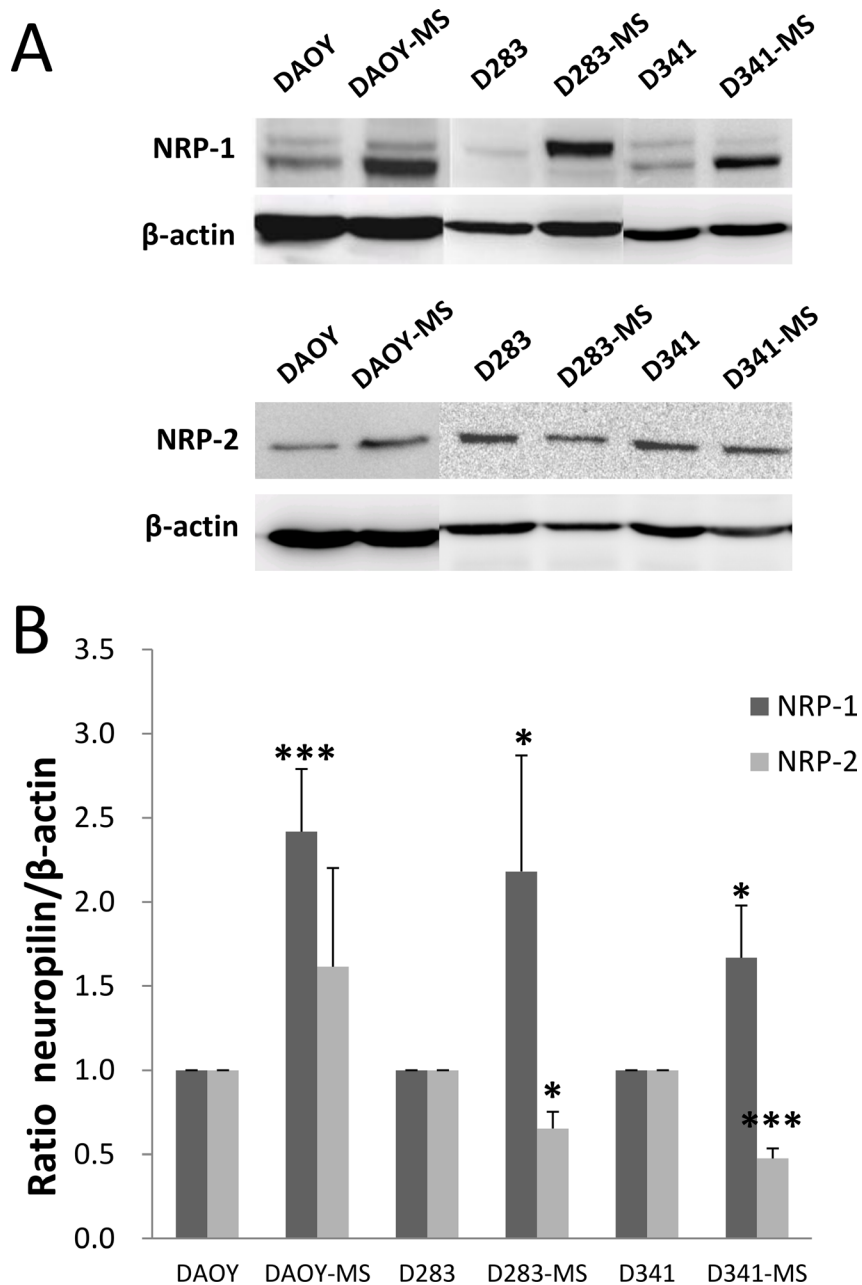 A
DAOY DAOY-MS D283 D283-MS D341 D341-MS
NRP-1
β-actin
DAOY DAOY-MS D283 D283-MS D341 D341-MS
NRP-2
β-actin
B
Ratio neuropilin/β-actin
3.5
3.0
2.5
2.0
1.5
1.0
0.5
0.0
NRP-1
NRP-2
***
*
*
*
***
DAOY DAOY-MS D283 D283-MS D341 D341-MS